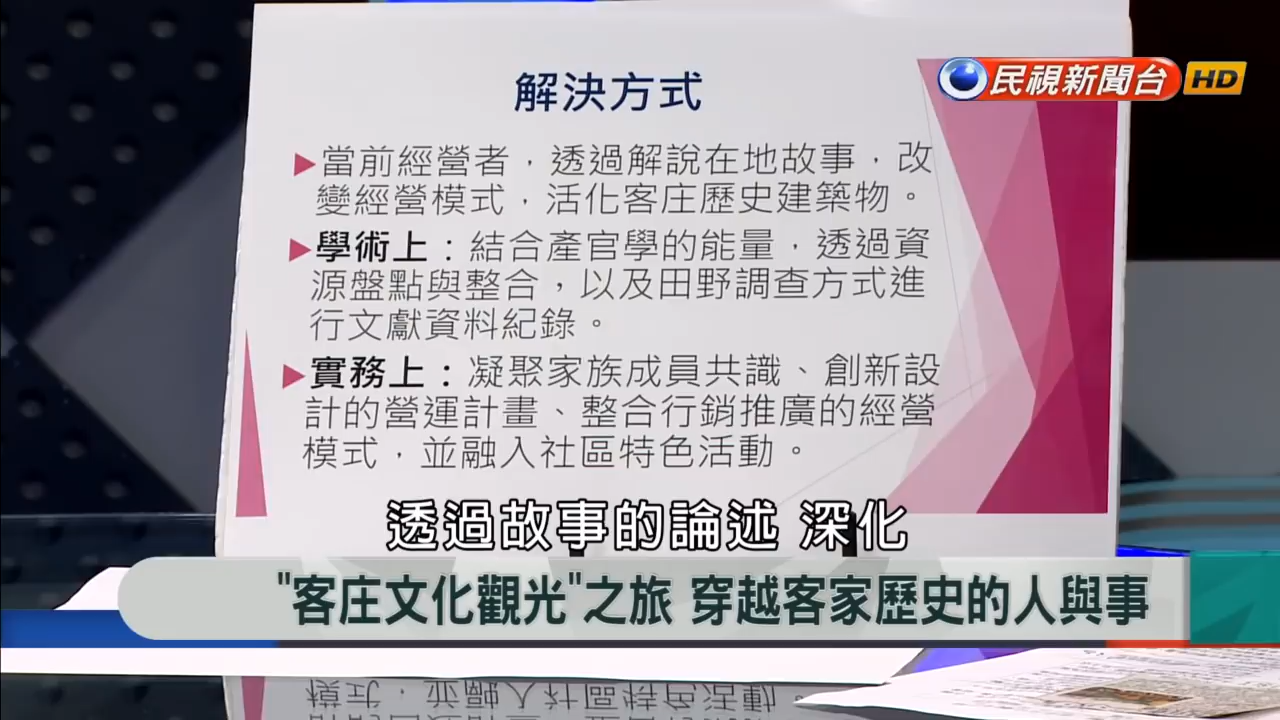 解決方式
民視新聞台 HD
當前經營者，透過解說在地故事，改
變經營模式，活化客庄歷史建築物。
學術上：結合產官學的能量，透過資
源盤點與整合，以及田野調查方式進
行文獻資料紀錄。
實務上：凝聚家族成員共識、創新設
計的營運計畫、整合行銷推廣的經營
模式，並融入社區特色活動。
透過故事的論述 深化
"客庄文化觀光"之旅 穿越客家歷史的人與事